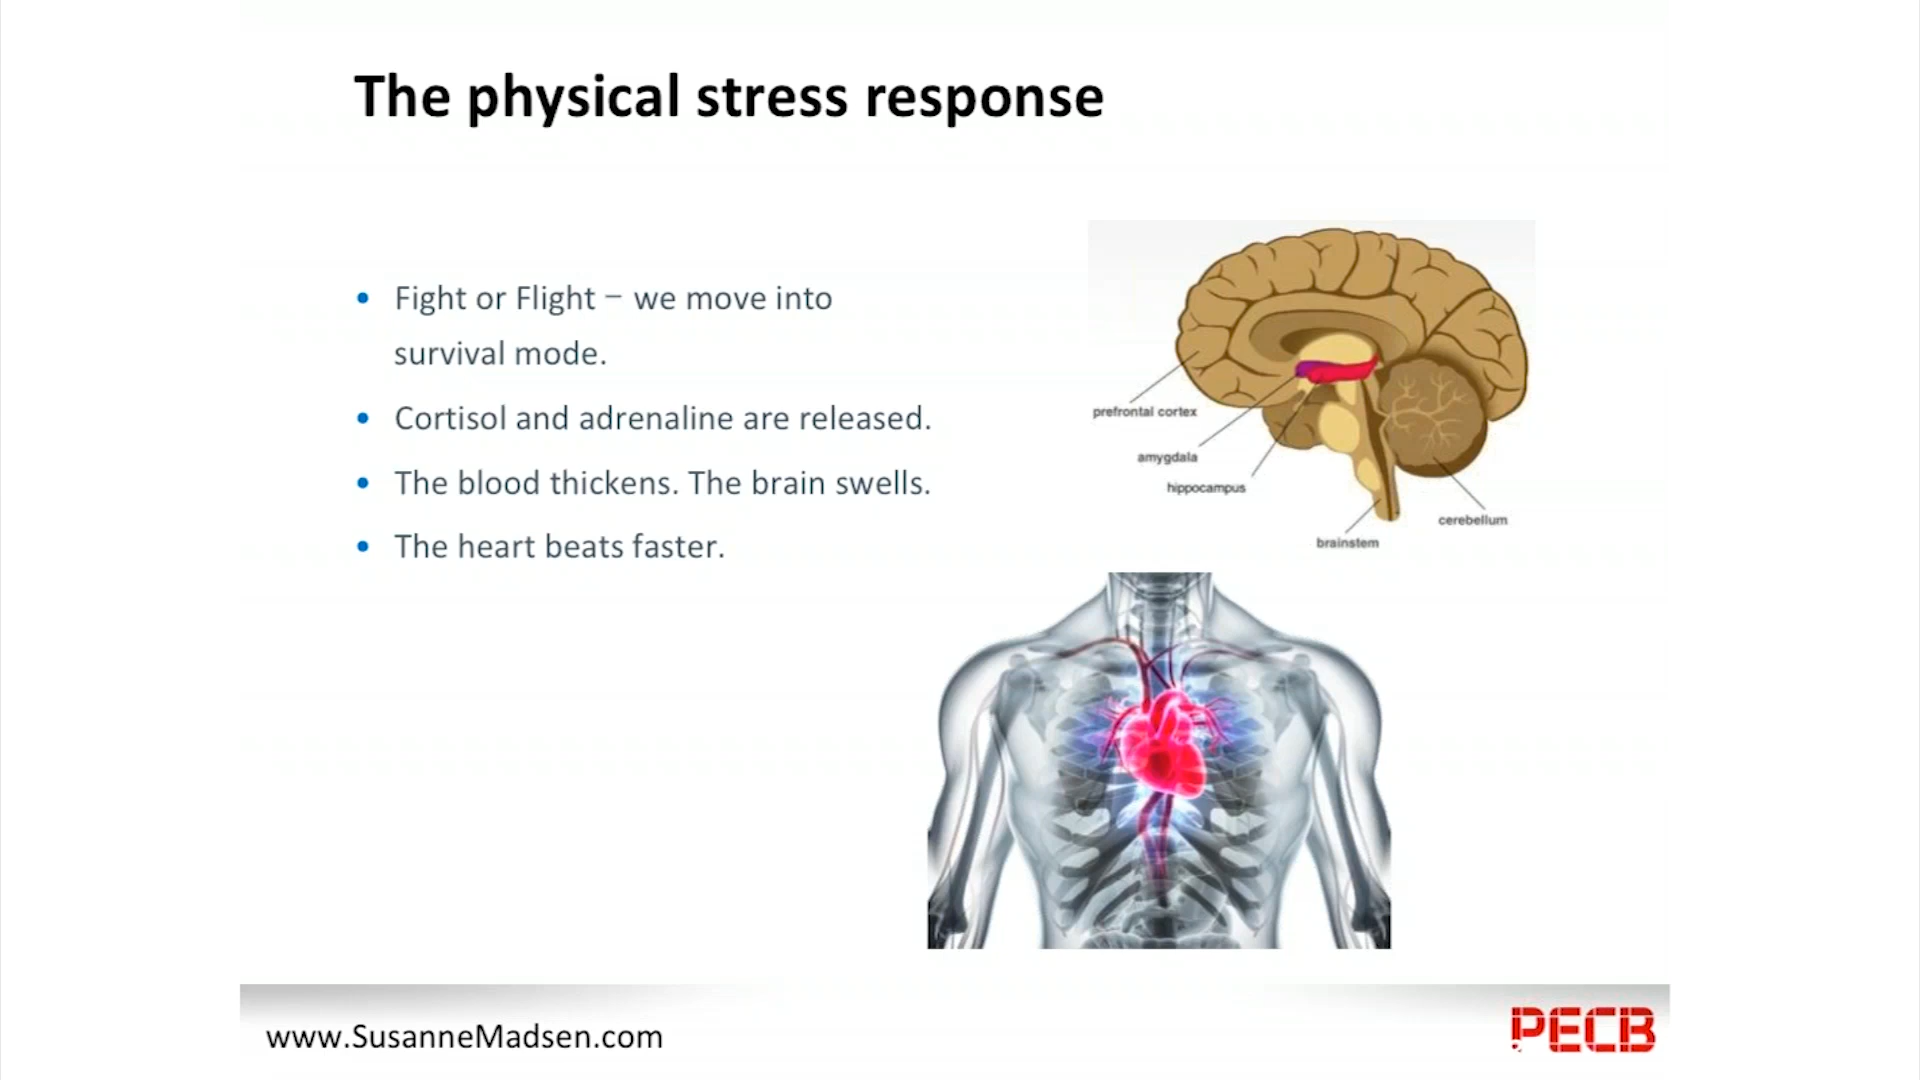 The physical stress response
• Fight or Flight – we move into
survival mode.
• Cortisol and adrenaline are released.
• The blood thickens. The brain swells.
• The heart beats faster.
prefrontal cortex
amygdala
hippocampus
cerebellum
brainstem
www.SusanneMadsen.com
PECB